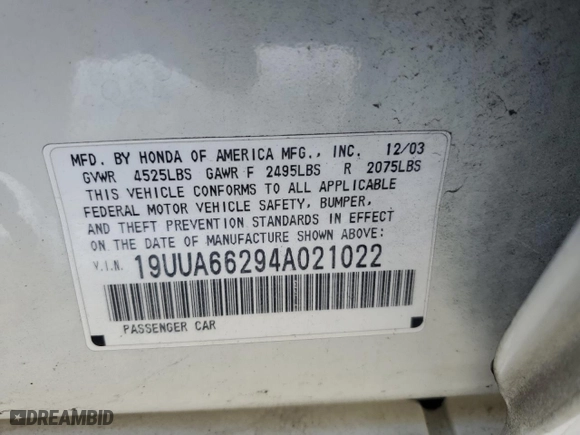 MFD. BY HONDA OF AMERICA MFG., INC. 12/03
GVWR 4525LBS GAWR F 2495LBS R 2075LBS
THIS VEHICLE CONFORMS TO ALL APPLICABLE
FEDERAL MOTOR VEHICLE SAFETY, BUMPER,
AND THEFT PREVENTION STANDARDS IN EFFECT
ON THE DATE OF MANUFACTURE SHOWN ABOVE:
V.I.N. 19UUA66294A021022
PASSENGER CAR
DREAMBID